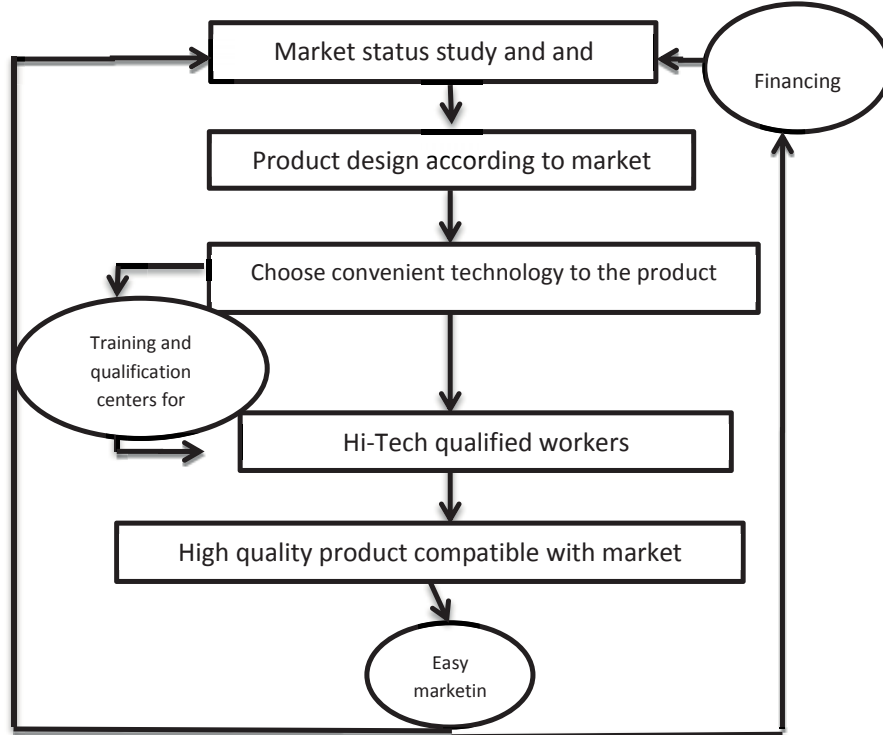 Market status study and and
Financing
Product design according to market
Choose convenient technology to the product
Training and
qualification
centers for
Hi-Tech qualified workers
High quality product compatible with market
Easy
marketin